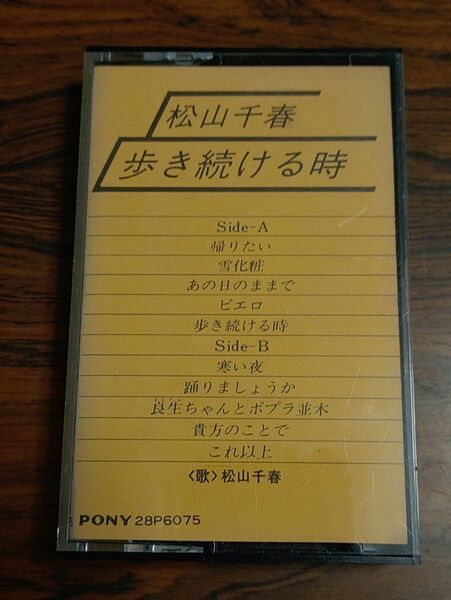 松山千春
歩き続ける時
Side-A
帰りたい
雪化粧
あの日のままで
ピエロ
歩き続ける時
Side-B
寒い夜
踊りましょうか
良生ちゃんとポプラ並木
貴方のことで
これ以上
〈歌〉松山千春
PONY 28P6075